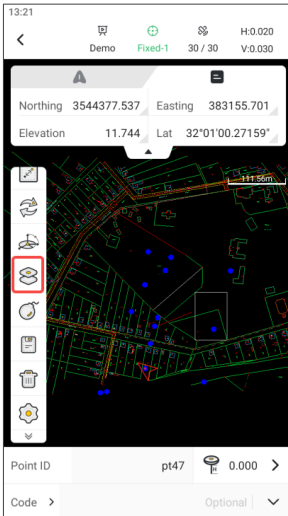 13:21
Demo Fixed-1 30 / 30 H:0.020 V:0.030
Northing 3544377.537 Easting 383155.701
Elevation 11.744 Lat 32°01'00.27159"
111.56m
Point ID pt47 0.000
Code Optional